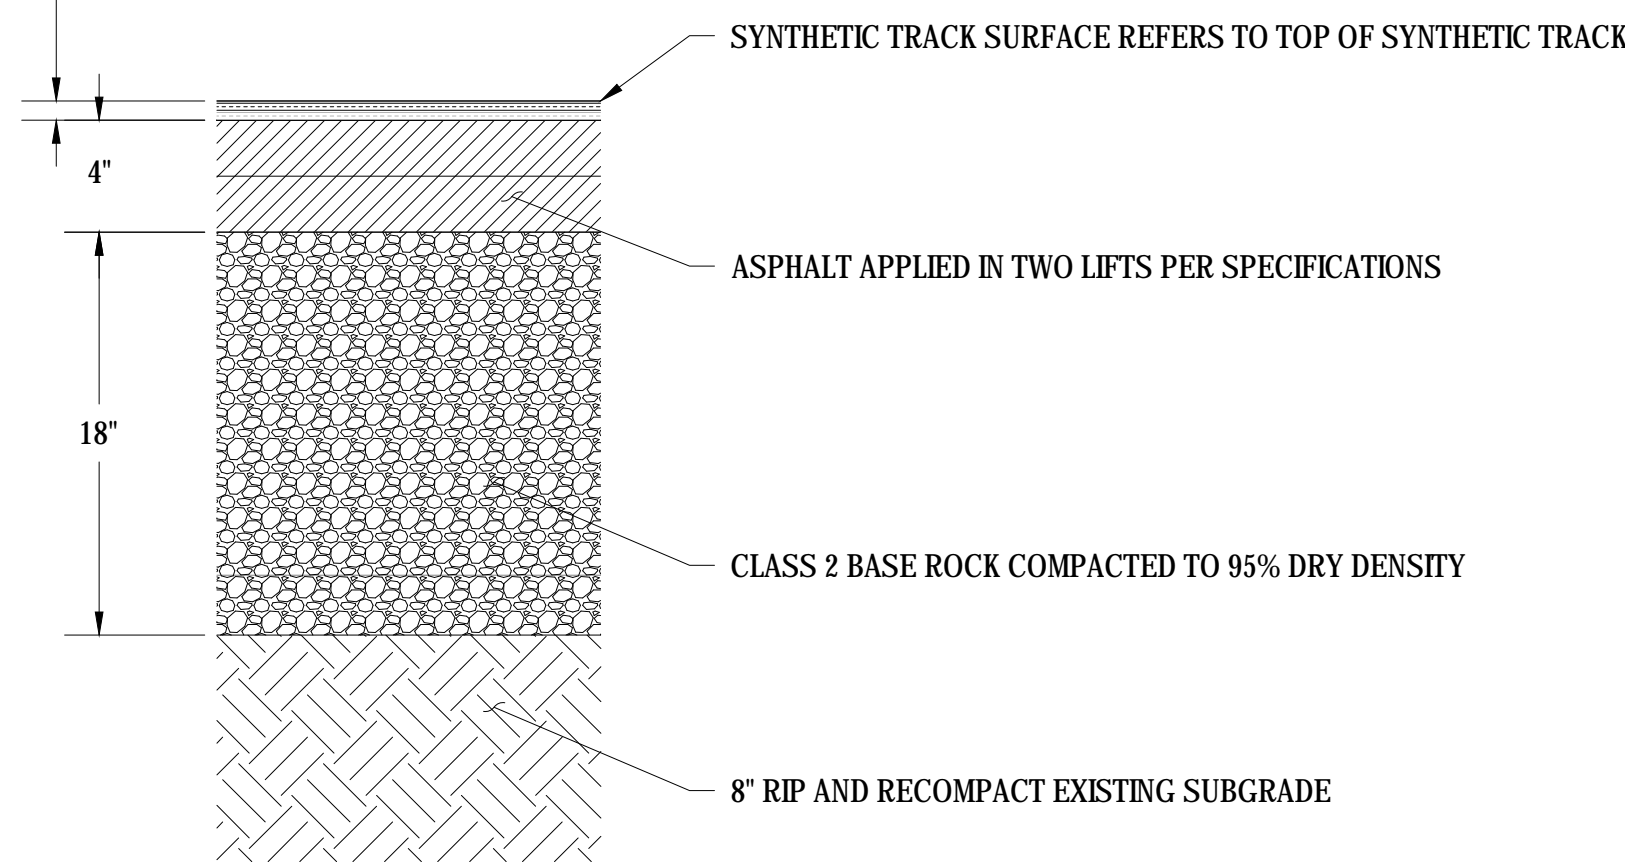 SYNTHETIC TRACK SURFACE REFERS TO TOP OF SYNTHETIC TRACK
4"
ASPHALT APPLIED IN TWO LIFTS PER SPECIFICATIONS
18"
CLASS 2 BASE ROCK COMPACTED TO 95% DRY DENSITY
8" RIP AND RECOMPACT EXISTING SUBGRADE